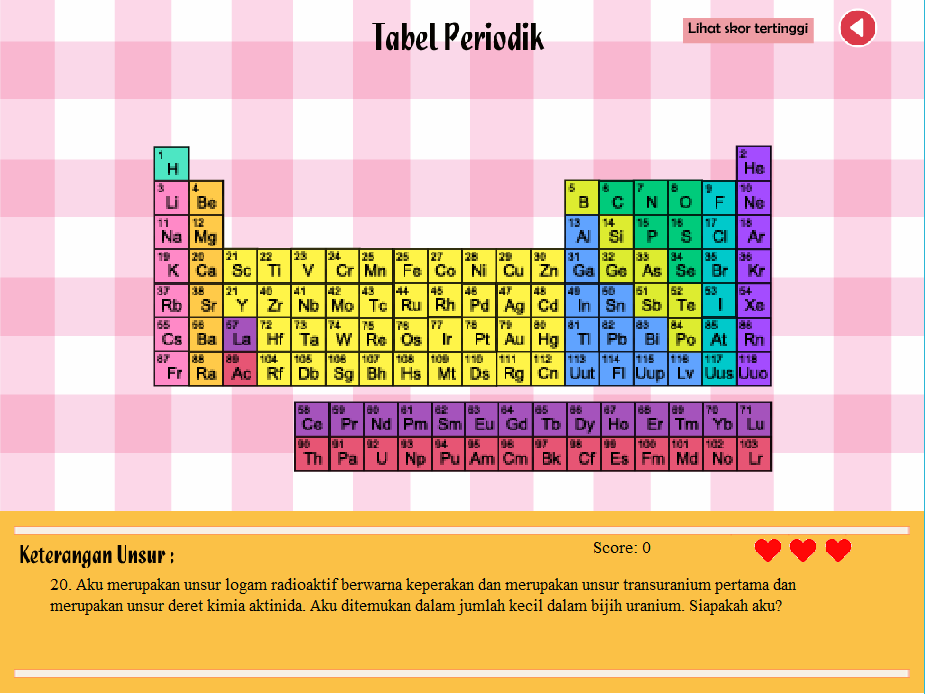 Tabel Periodik
Lihat skor tertinggi
1 2
H He
3 4 5 6 7 8 9 10
Li Be B C N O F Ne
11 12 13 14 15 16 17 18
Na Mg Al Si P S Cl Ar
19 20 21 22 23 24 25 25 27 28 29 30 31 32 33 34 35 36
K Ca Sc Ti V Cr Mn Fe Co Ni Cu Zn Ga Ge As Se Br Kr
37 38 21 40 41 42 43 44 45 46 47 48 49 50 51 52 53 54
Rb Sr Y Zr Nb Mo Tc Ru Rh Pd Ag Cd In Sn Sb Te I Xe
55 56 57 72 73 74 75 76 77 78 79 80 81 82 83 84 85 86
Cs Ba La Hf Ta W Re Os Ir Pt Au Hg Tl Pb Bi Po At Rn
87 88 89 104 105 106 107 108 109 110 111 112 113 114 115 116 117 118
Fr Ra Ac Rf Db Sg Bh Hs Mt Ds Rg Cn Uut Fl Uup Lv Uus Uuo
58 59 60 61 62 63 64 65 66 67 68 69 70 71
Ce Pr Nd Pm Sm Eu Gd Tb Dy Ho Er Tm Yb Lu
90 91 92 93 94 95 96 97 98 99 100 101 102 103
Th Pa U Np Pu Am Cm Bk Cf Es Fm Md No Lr
Keterangan Unsur :
Score: 0
20. Aku merupakan unsur logam radioaktif berwarna keperakan dan merupakan unsur transuranium pertama dan
merupakan unsur deret kimia aktinida. Aku ditemukan dalam jumlah kecil dalam bijih uranium. Siapakah aku?